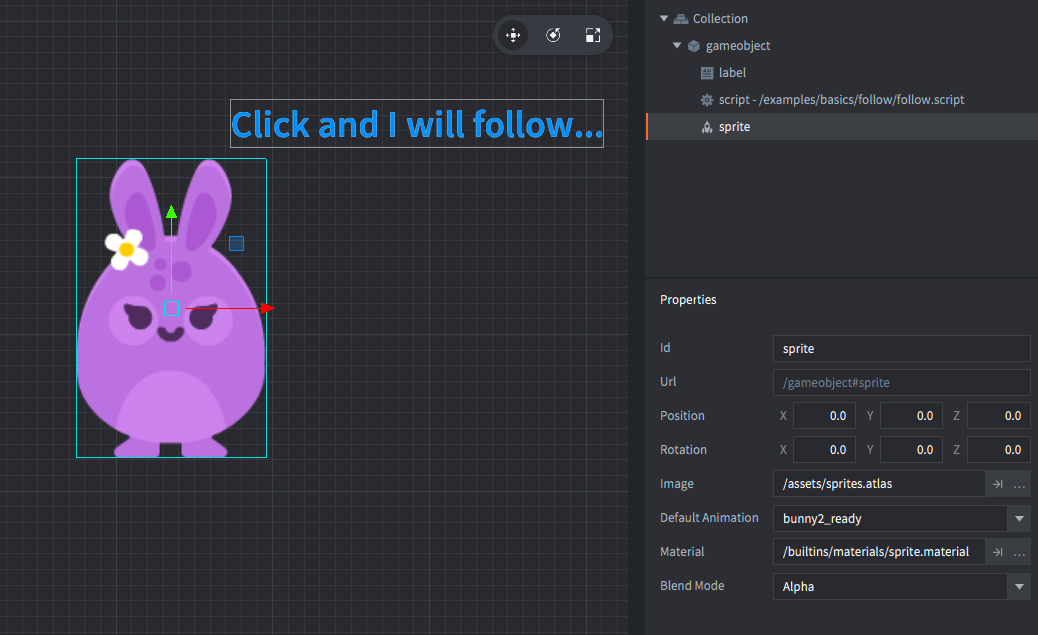 Click and I will follow...
Collection
gameobject
label
script - /examples/basics/follow/follow.script
sprite
Properties
Id sprite
Url /gameobject#sprite
Position X 0.0 Y 0.0 Z 0.0
Rotation X 0.0 Y 0.0 Z 0.0
Image /assets/sprites.atlas ...
Default Animation bunny2_ready
Material /builtins/materials/sprite.material ...
Blend Mode Alpha